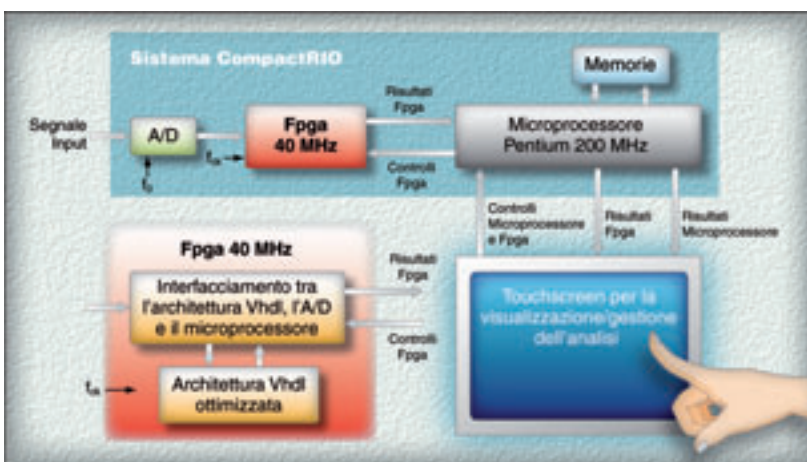 Sistema CompactRIO
Memorie
Segnale
Input
A/D
Fpga
40 MHz
Risultati
Fpga
Controlli
Fpga
Microprocessore
Pentium 200 MHz
Controlli
Microprocessore
e Fpga
Risultati
Fpga
Risultati
Microprocessore
Fpga 40 MHz
Interfacciamento tra
l'architettura Vhdl, l'A/D
e il microprocessore
Risultati
Fpga
Controlli
Fpga
Architettura Vhdl
ottimizzata
Touchscreen per la
visualizzazione/gestione
dell'analisi